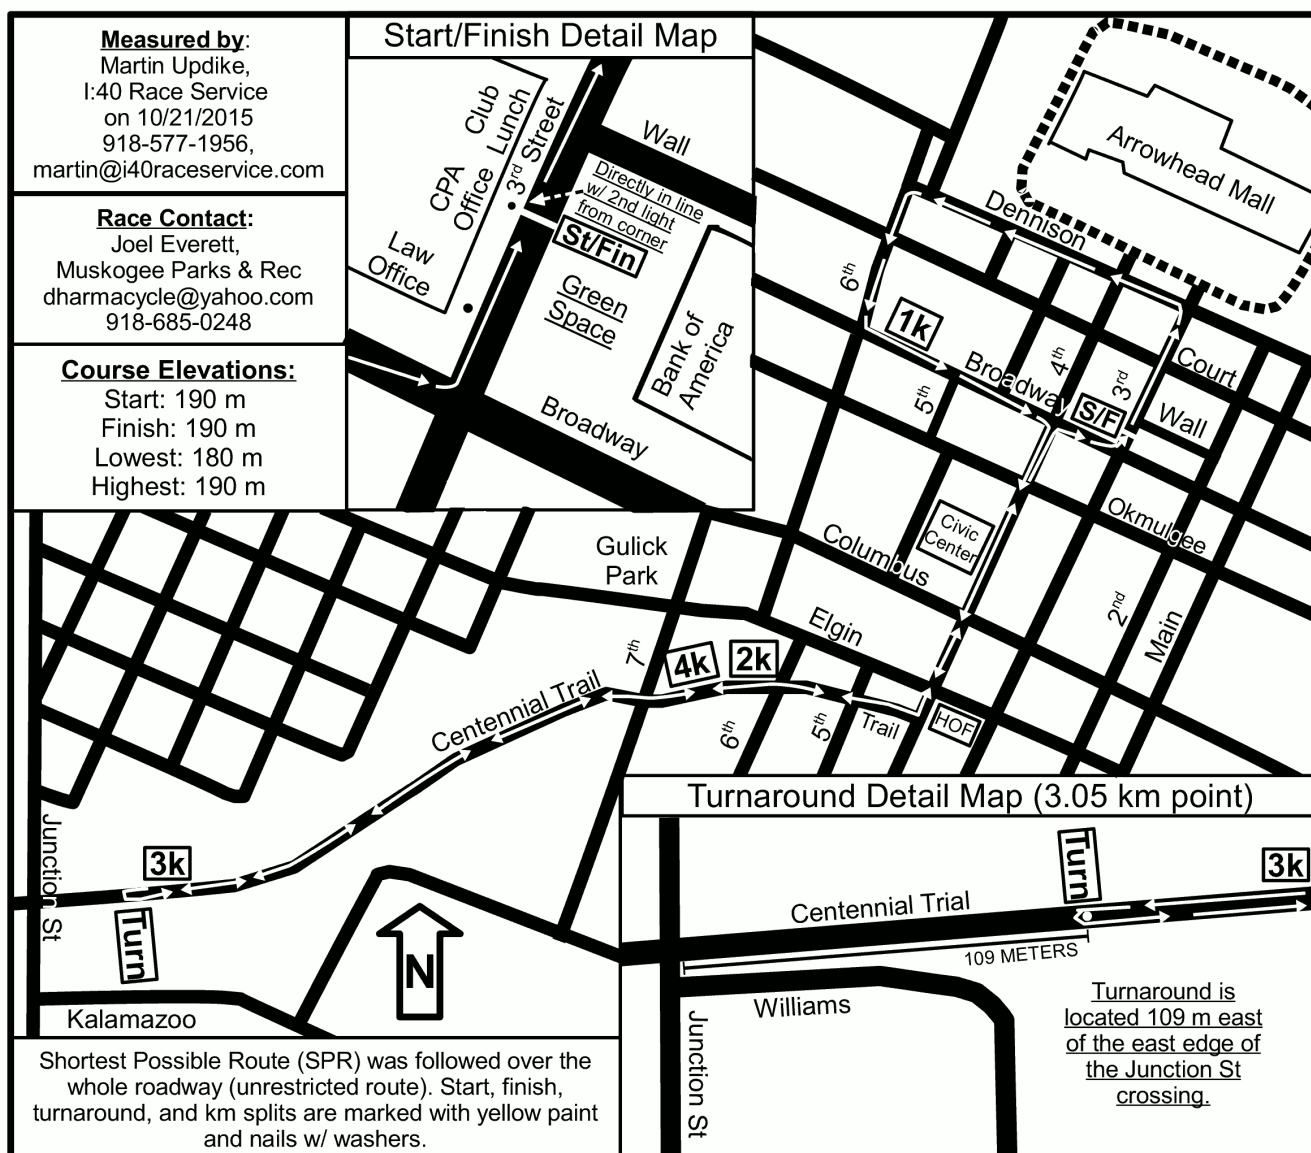 Measured by:
Martin Updike,
I:40 Race Service
on 10/21/2015
918-577-1956,
martin@i40raceservice.com
Race Contact:
Joel Everett,
Muskogee Parks & Rec
dharmacycle@yahoo.com
918-685-0248
Course Elevations:
Start: 190 m
Finish: 190 m
Lowest: 180 m
Highest: 190 m
Start/Finish Detail Map
Club
Lunch
3rd Street
CPA
Office
Law
Office
Wall
Directly in line
w/ 2nd light
from corner
St/Fin
Green
Space
Bank of
America
Broadway
Arrowhead Mall
Dennison
6th
1k
Broadway
4th
3rd
Court
5th
S/F
Wall
Okmulgee
Civic
Center
Columbus
2nd
Main
Gulick
Park
Elgin
7th
4k
2k
Centennial Trail
6th
5th
Trail
HOF
3k
Junction St
Turn
N
Kalamazoo
Turnaround Detail Map (3.05 km point)
Turn
3k
Centennial Trial
109 METERS
Williams
Junction St
Turnaround is
located 109 m east
of the east edge of
the Junction St
crossing.
Shortest Possible Route (SPR) was followed over the
whole roadway (unrestricted route). Start, finish,
turnaround, and km splits are marked with yellow paint
and nails w/ washers.